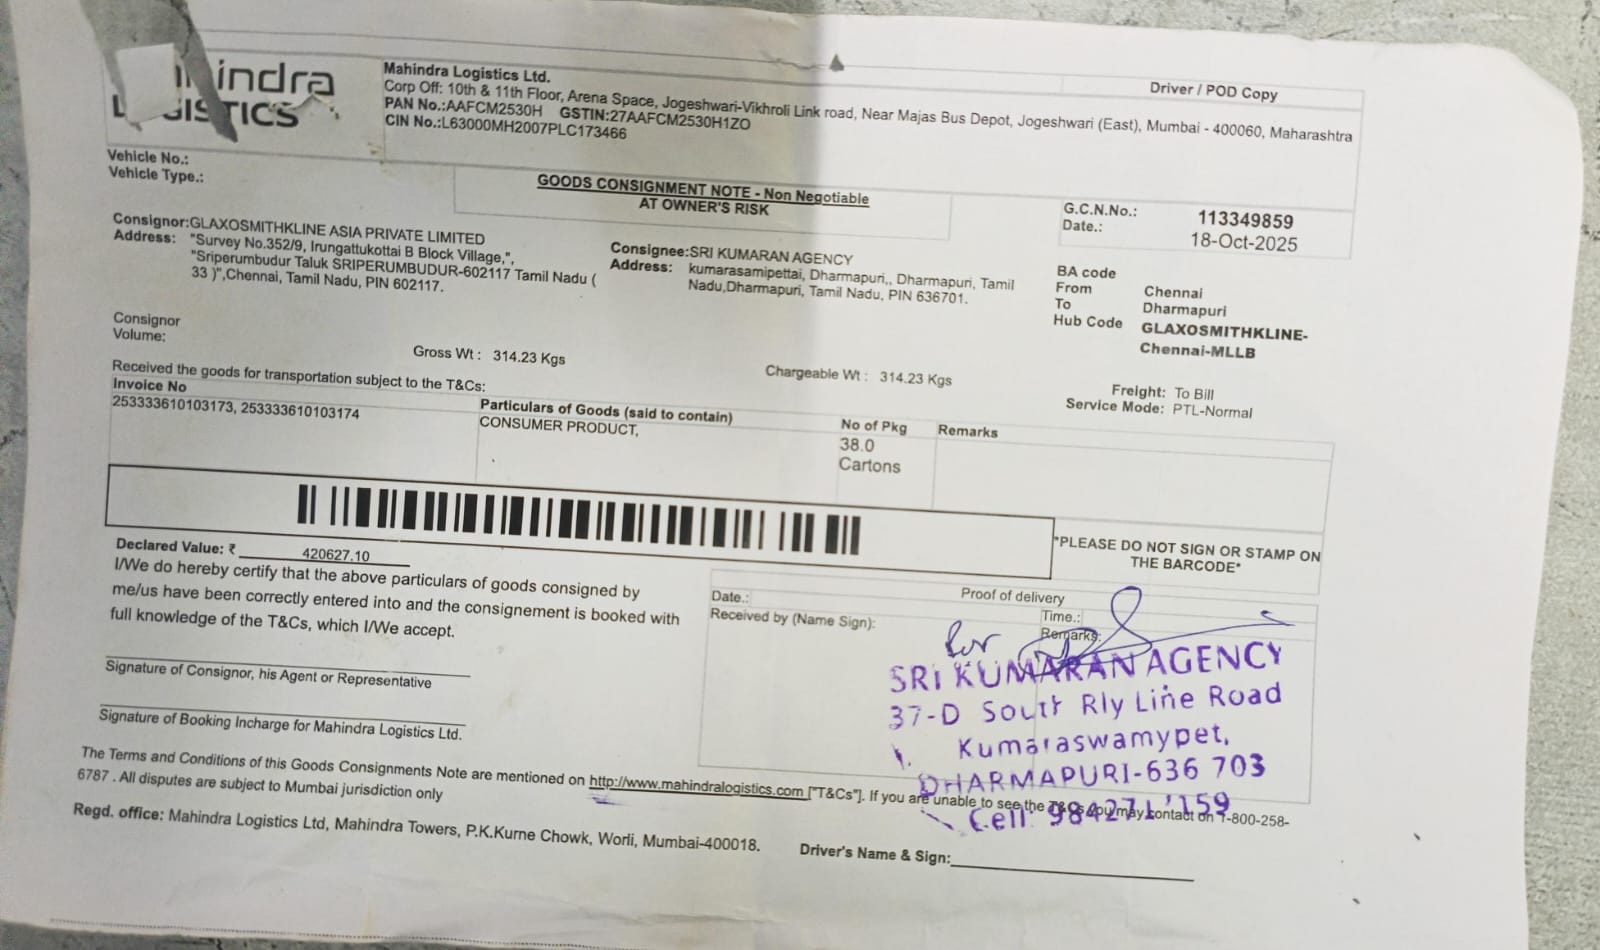 indra
LOGISTICS
Mahindra Logistics Ltd.
Corp Off: 10th & 11th Floor, Arena Space, Jogeshwari-Vikhroli Link road, Near Majas Bus Depot, Jogeshwari (East), Mumbai - 400060, Maharashtra
PAN No.:AAFCM2530H GSTIN:27AAFCM2530H1ZO
CIN No.:L63000MH2007PLC173466
Driver / POD Copy
Vehicle No.:
Vehicle Type.:
GOODS CONSIGNMENT NOTE - Non Negotiable
AT OWNER'S RISK
G.C.N.No.: 113349859
Date.: 18-Oct-2025
Consignor:GLAXOSMITHKLINE ASIA PRIVATE LIMITED
Address: "Survey No.352/9, Irungattukottai B Block Village,",
"Sriperumbudur Taluk SRIPERUMBUDUR-602117 Tamil Nadu (
33 )",Chennai, Tamil Nadu, PIN 602117.
Consignee:SRI KUMARAN AGENCY
Address: kumarasamipettai, Dharmapuri,, Dharmapuri, Tamil
Nadu,Dharmapuri, Tamil Nadu, PIN 636701.
BA code
From Chennai
To Dharmapuri
Hub Code GLAXOSMITHKLINE-
Chennai-MLLB
Consignor
Volume:
Gross Wt : 314.23 Kgs
Chargeable Wt : 314.23 Kgs
Freight: To Bill
Service Mode: PTL-Normal
Received the goods for transportation subject to the T&Cs:
Invoice No
253333610103173, 253333610103174
Particulars of Goods (said to contain)
CONSUMER PRODUCT,
No of Pkg
38.0
Cartons
Remarks
*PLEASE DO NOT SIGN OR STAMP ON
THE BARCODE*
Declared Value: ₹ 420627.10
I/We do hereby certify that the above particulars of goods consigned by
me/us have been correctly entered into and the consignement is booked with
full knowledge of the T&Cs, which I/We accept.
Proof of delivery
Date.:
Time.:
Received by (Name Sign):
Remarks:
For
SRI KUMARAN AGENCY
37-D South Rly Line Road
Kumaraswamypet,
DHARMAPURI-636 703
Signature of Consignor, his Agent or Representative
Signature of Booking Incharge for Mahindra Logistics Ltd.
The Terms and Conditions of this Goods Consignments Note are mentioned on http://www.mahindralogistics.com ["T&Cs"]. If you are unable to see the T&Cs you may contact on 1-800-258-
6787 . All disputes are subject to Mumbai jurisdiction only
Cell:
Regd. office: Mahindra Logistics Ltd, Mahindra Towers, P.K.Kurne Chowk, Worli, Mumbai-400018.
Driver's Name & Sign: